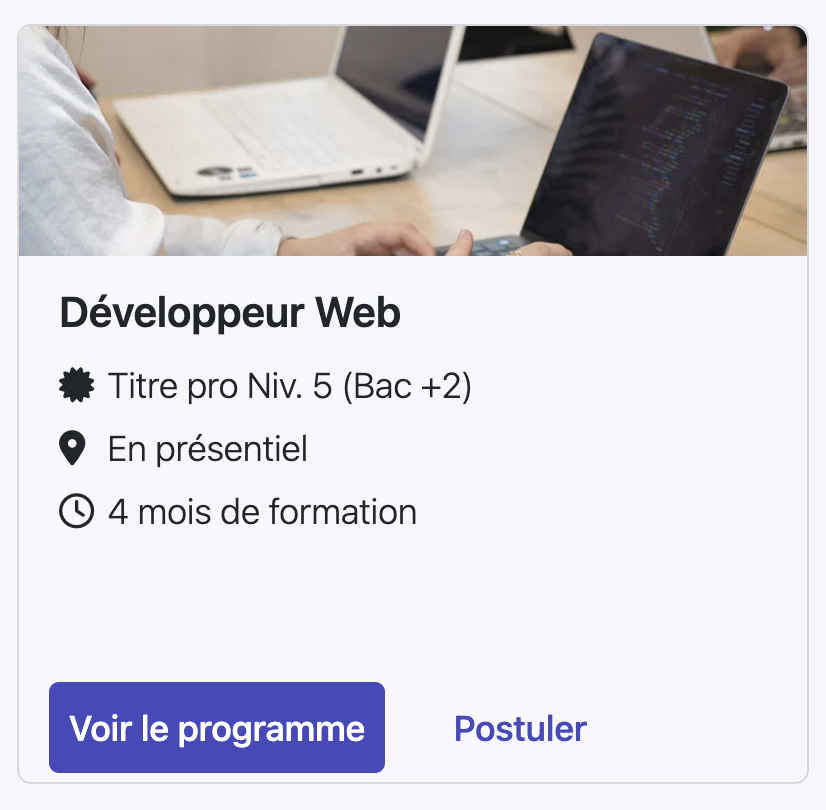 Développeur Web
Titre pro Niv. 5 (Bac +2)
En présentiel
4 mois de formation
Voir le programme
Postuler